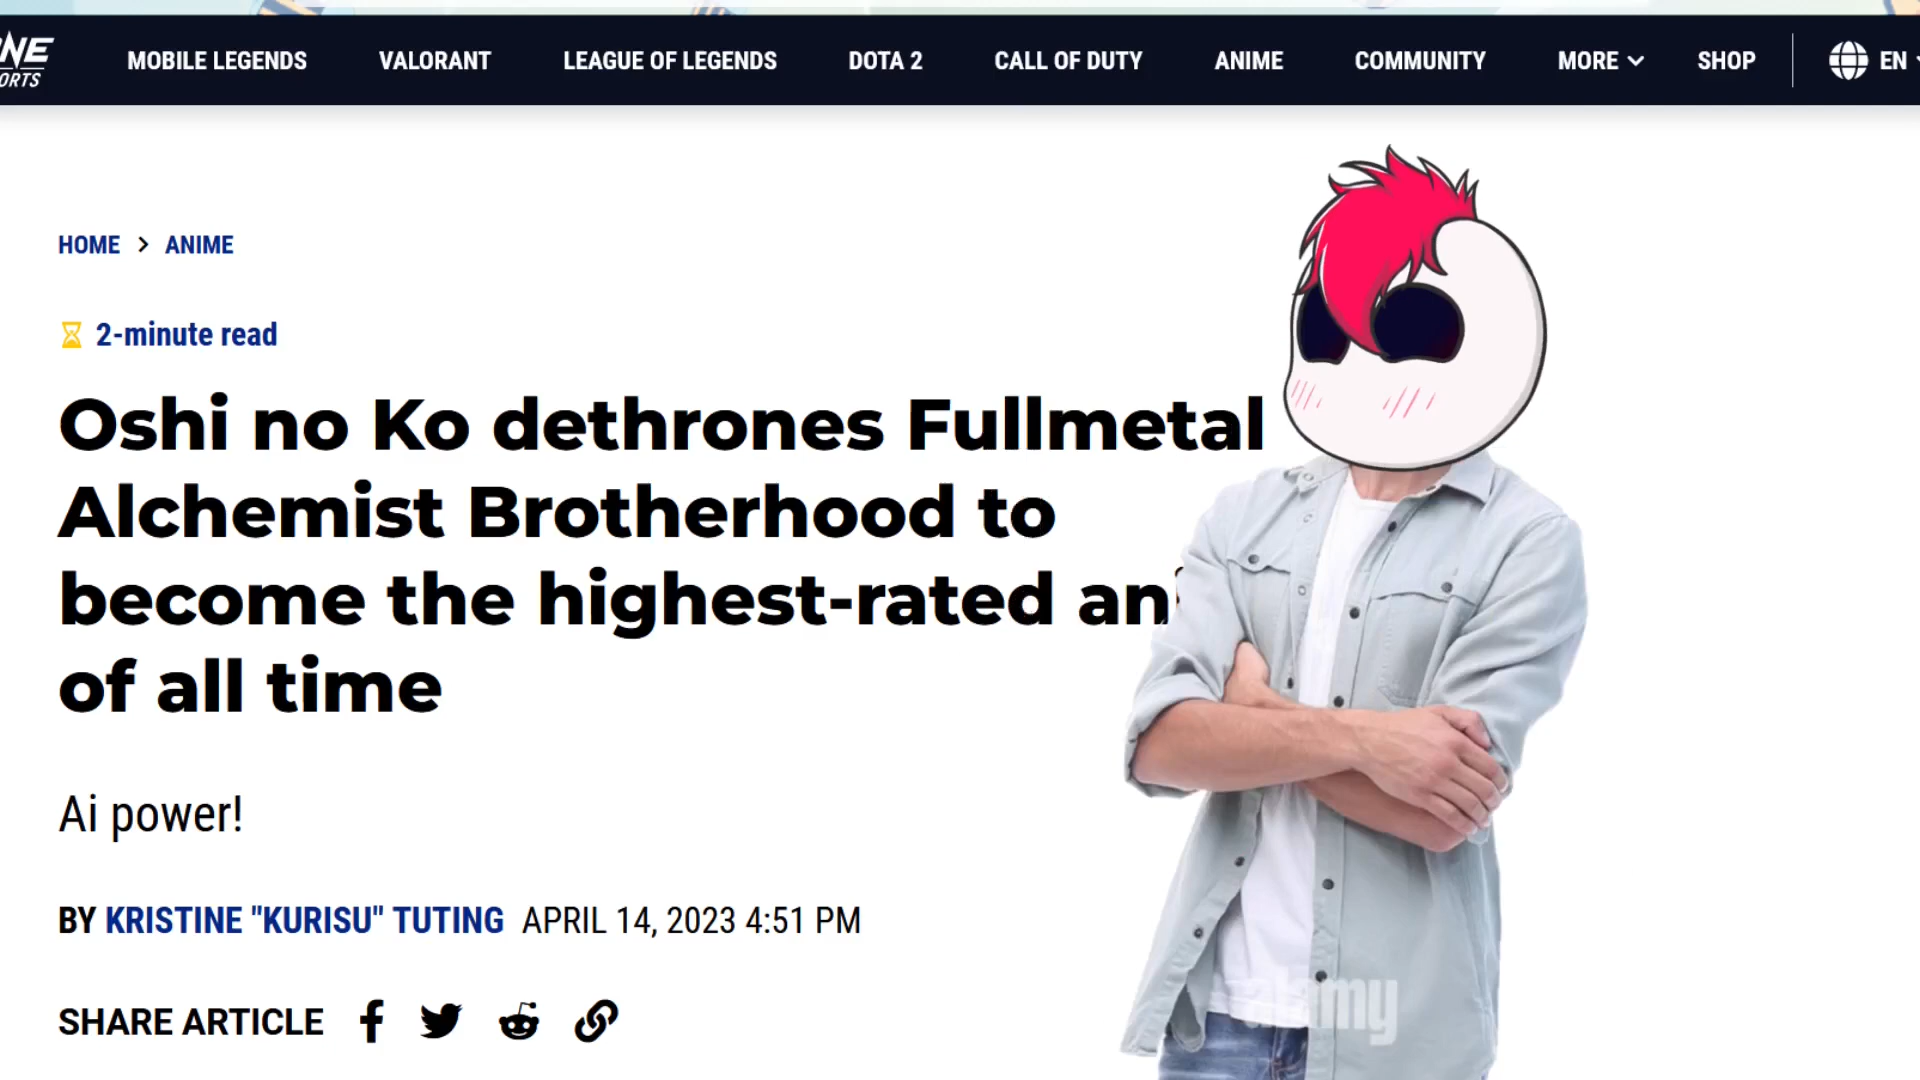 MOBILE LEGENDS VALORANT LEAGUE OF LEGENDS DOTA 2 CALL OF DUTY ANIME COMMUNITY MORE SHOP EN
HOME > ANIME
2-minute read
Oshi no Ko dethrones Fullmetal
Alchemist Brotherhood to
become the highest-rated ani
of all time
Ai power!
BY KRISTINE "KURISU" TUTING APRIL 14, 2023 4:51 PM
SHARE ARTICLE